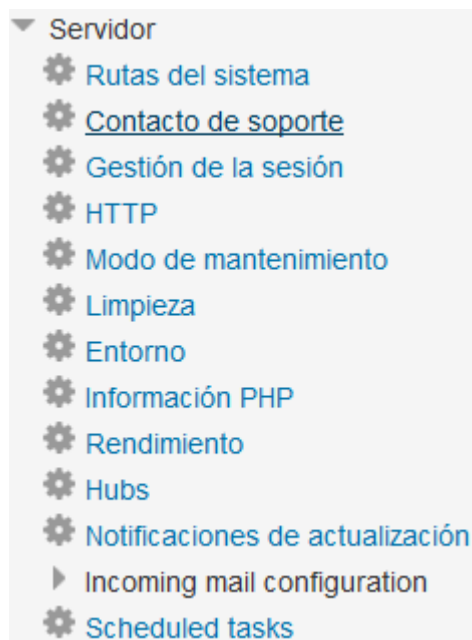 Servidor
Rutas del sistema
Contacto de soporte
Gestión de la sesión
HTTP
Modo de mantenimiento
Limpieza
Entorno
Información PHP
Rendimiento
Hubs
Notificaciones de actualización
Incoming mail configuration
Scheduled tasks